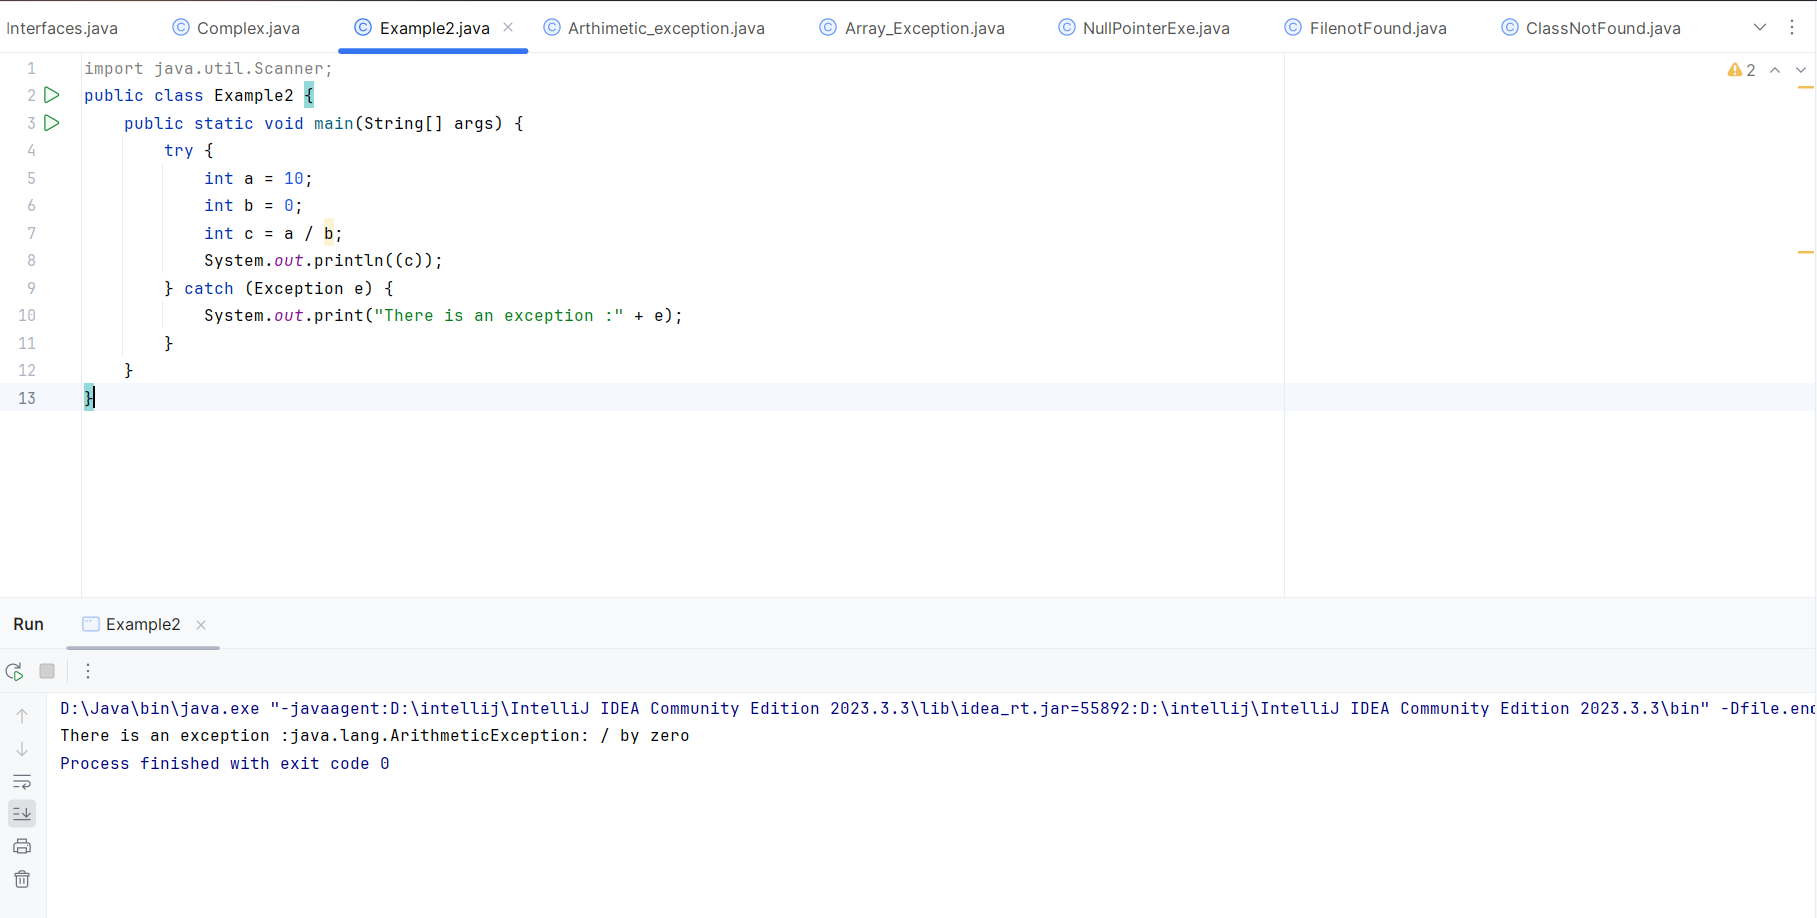 Interfaces.java Complex.java Example2.java Arthimetic_exception.java Array_Exception.java NullPointerExe.java FilenotFound.java ClassNotFound.java
1 import java.util.Scanner; 2
2 public class Example2 {
3     public static void main(String[] args) {
4         try {
5             int a = 10;
6             int b = 0;
7             int c = a / b;
8             System.out.println((c));
9         } catch (Exception e) {
10             System.out.print("There is an exception :" + e);
11         }
12     }
13 }
Run Example2
D:\Java\bin\java.exe "-javaagent:D:\intellij\IntelliJ IDEA Community Edition 2023.3.3\lib\idea_rt.jar=55892:D:\intellij\IntelliJ IDEA Community Edition 2023.3.3\bin" -Dfile.enc
There is an exception :java.lang.ArithmeticException: / by zero
Process finished with exit code 0